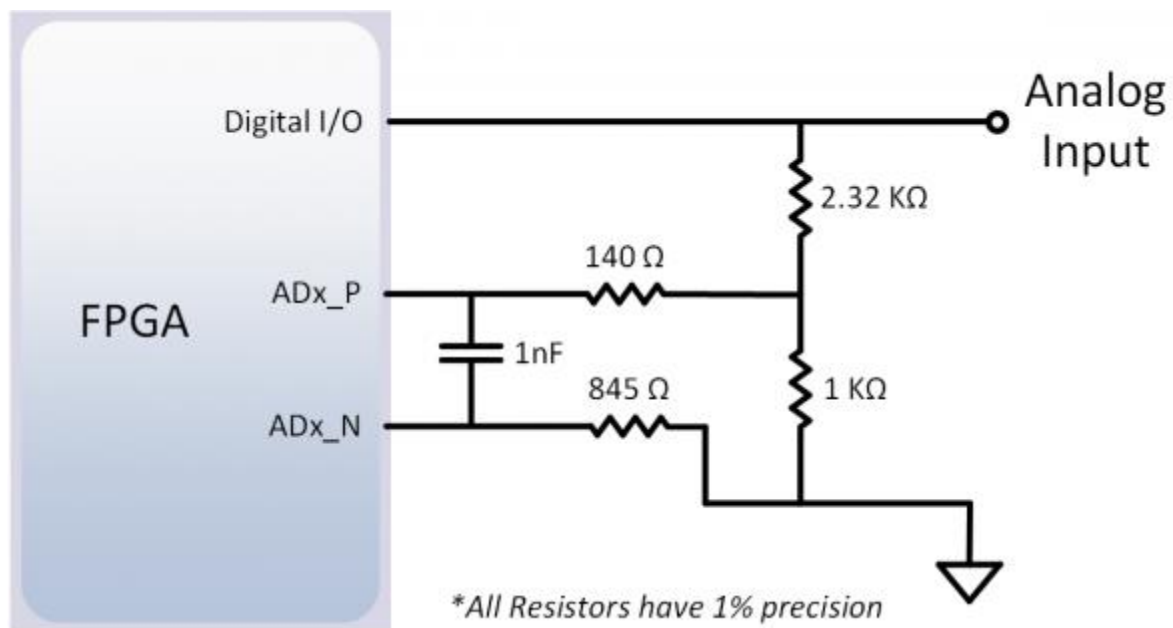 Analog
Input
Digital I/O
2.32 KΩ
140 Ω
ADx_P
FPGA
1nF
845 Ω
1 KΩ
ADx_N
*All Resistors have 1% precision